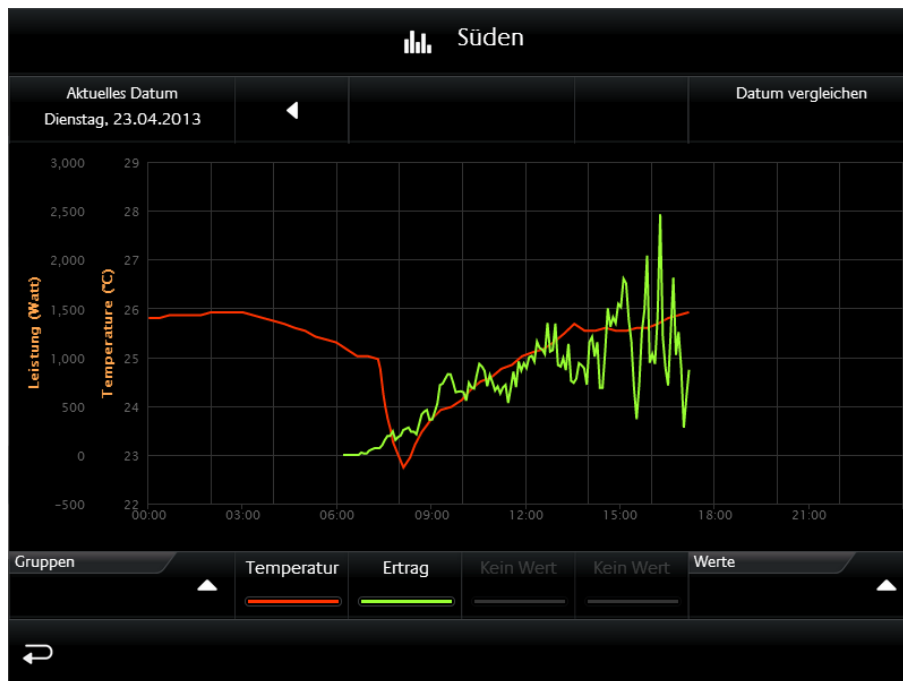 Süden
Aktuelles Datum
Dienstag, 23.04.2013
Datum vergleichen
Leistung (Watt)
3,000
2,500
2,000
1,500
1,000
500
0
-500
Temperature (°C)
29
28
27
26
25
24
23
22
00:00 03:00 06:00 09:00 12:00 15:00 18:00 21:00
Gruppen
Temperatur
Ertrag
Kein Wert
Kein Wert
Werte